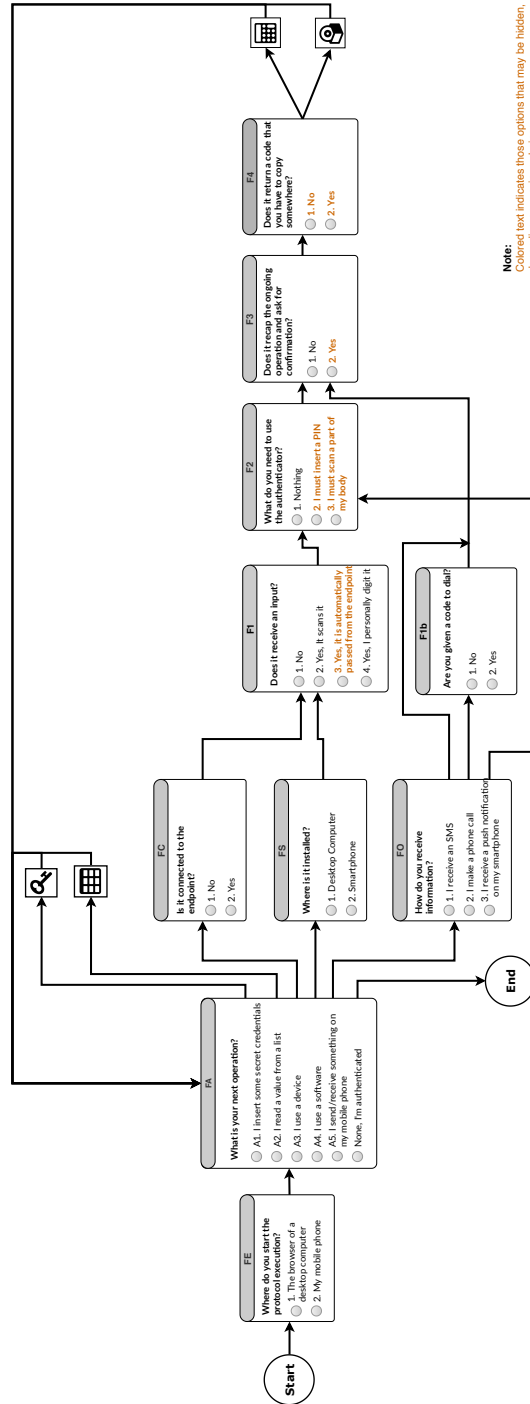 Start
FE
Where do you start the
protocol execution?
1. The browser of a
desktop computer
2. My mobile phone
FA
What is your next operation?
A1. I insert some secret credentials
A2. I read a value from a list
A3. I use a device
A4. I use a software
A5. I send/receive something on
my mobile phone
None, I'm authenticated
End
FC
Is it connected to the
endpoint?
1. No
2. Yes
FS
Where is it installed?
1. Desktop Computer
2. Smartphone
FO
How do you receive
information?
1. I receive an SMS
2. I make a phone call
3. I receive a push notification
on my smartphone
F1
Does it receive an input?
1. No
2. Yes, It scans it
3. Yes, it is automatically
passed from the endpoint
4. Yes, I personally digit it
F1b
Are you given a code to dial?
1. No
2. Yes
F2
What do you need to use
the authenticator?
1. Nothing
2. I must insert a PIN
3. I must scan a part of
my body
F3
Does it recap the ongoing
operation and ask for
confirmation?
1. No
2. Yes
F4
Does it return a code that
you have to copy
somewhere?
1. No
2. Yes
Note:
Colored text indicates those options that may be hidden,